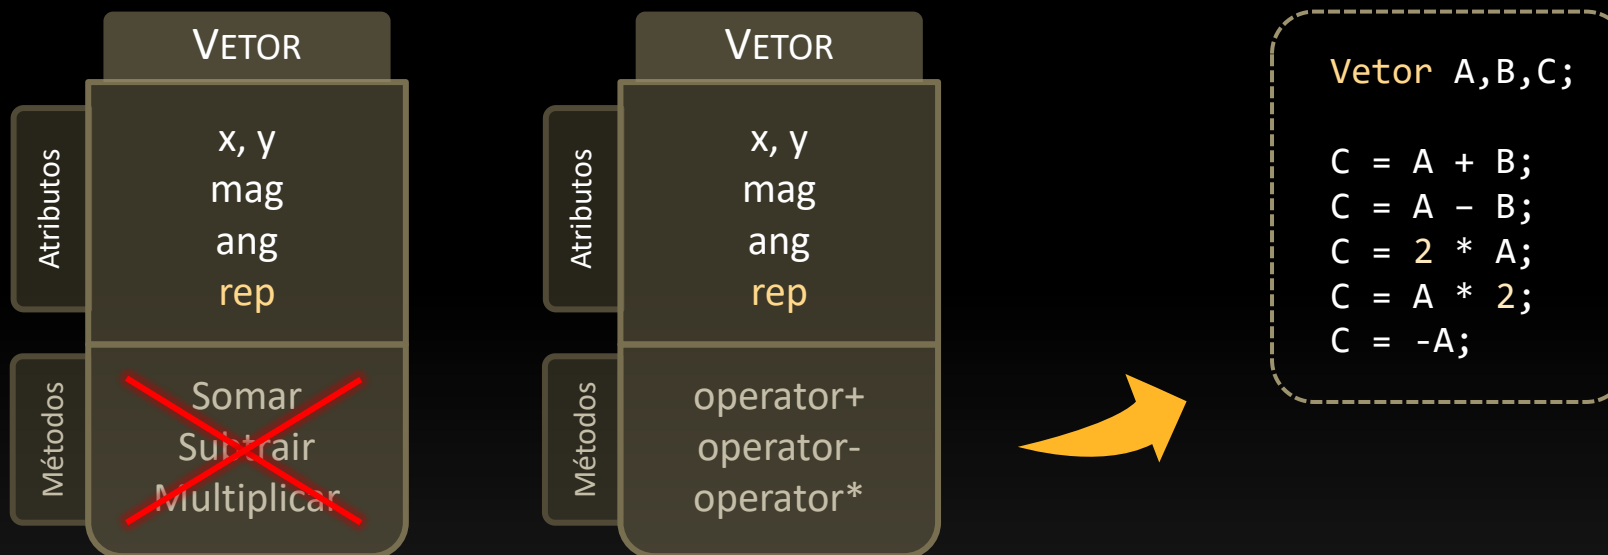 VETOR
Atributos
x, y
mag
ang
rep
Métodos
Somar
Subtrair
Multiplicar
VETOR
Atributos
x, y
mag
ang
rep
Métodos
operator+
operator-
operator*
Vetor A,B,C;
C = A + B;
C = A – B;
C = 2 * A;
C = A * 2;
C = -A;